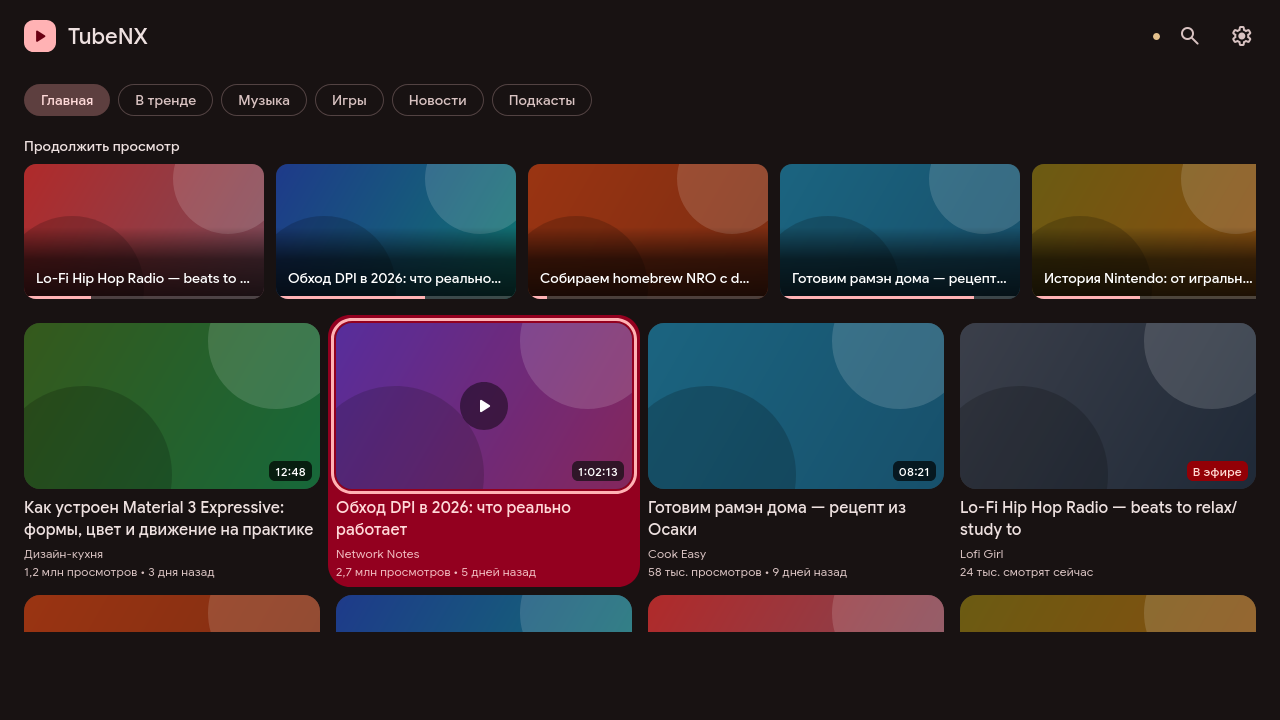 TubeNX
Главная
В тренде
Музыка
Игры
Новости
Подкасты
Продолжить просмотр
Lo-Fi Hip Hop Radio — beats to ...
Обход DPI в 2026: что реально...
Собираем homebrew NRO с d...
Готовим рамэн дома — рецепт...
История Nintendo: от игральн...
12:48
1:02:13
08:21
В эфире
Как устроен Material 3 Expressive:
формы, цвет и движение на практике
Дизайн-кухня
1,2 млн просмотров • 3 дня назад
Обход DPI в 2026: что реально
работает
Network Notes
2,7 млн просмотров • 5 дней назад
Готовим рамэн дома — рецепт из
Осаки
Cook Easy
58 тыс. просмотров • 9 дней назад
Lo-Fi Hip Hop Radio — beats to relax/
study to
Lofi Girl
24 тыс. смотрят сейчас